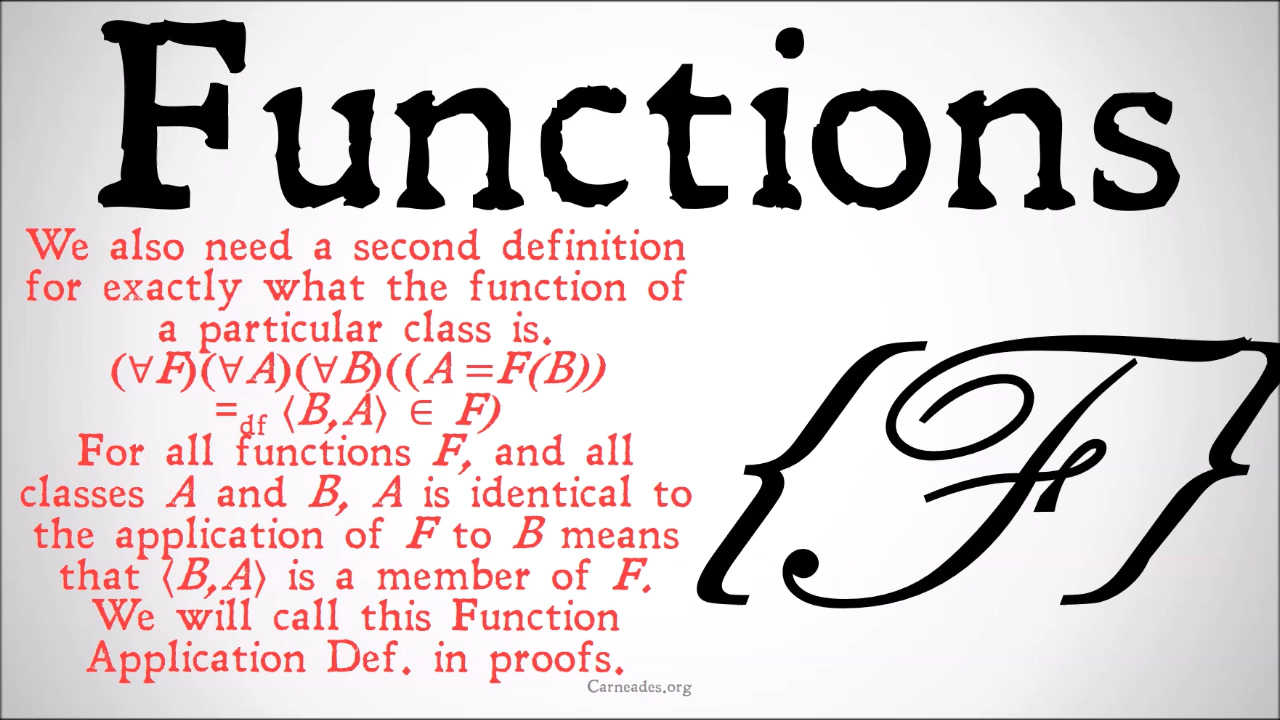 Functions
We also need a second definition
for exactly what the function of
a particular class is.
(∀F)(∀A)(∀B)((A =F(B))
=df ⟨B,A⟩ ∈ F)
For all functions F, and all
classes A and B, A is identical to
the application of F to B means
that ⟨B,A⟩ is a member of F.
We will call this Function
Application Def. in proofs.
{F}
Carneades.org